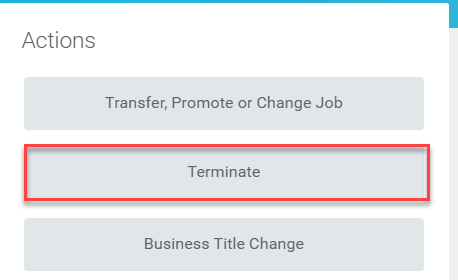 Actions
Transfer, Promote or Change Job
Terminate
Business Title Change